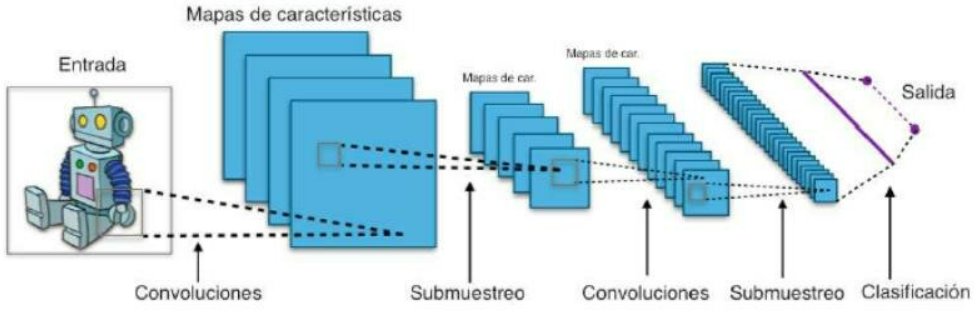 Mapas de características
Entrada
Mapas de car.
Mapas de car.
Salida
Convoluciones
Submuestreo
Convoluciones
Submuestreo
Clasificación